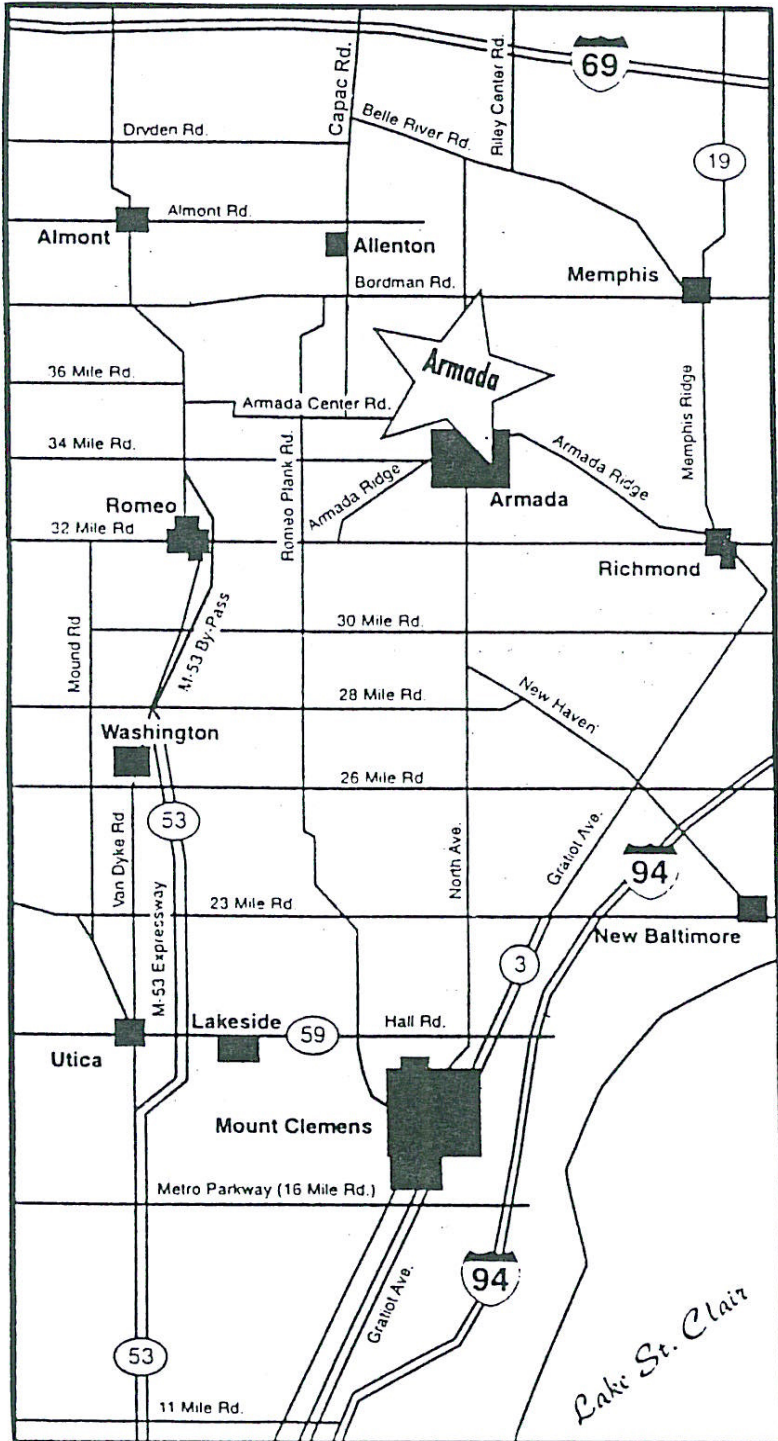 69
Capac Rd.
Riley Center Rd.
Belle River Rd.
Dryden Rd.
19
Almont Rd.
Almont
Allenton
Memphis
Bordman Rd.
Armada
36 Mile Rd.
Armada Center Rd.
Memphis Ridge
34 Mile Rd.
Romeo Plank Rd.
Armada Ridge
Armada Ridge
Armada
Romeo
32 Mile Rd
Richmond
Mound Rd
M-53 By-Pass
30 Mile Rd.
28 Mile Rd.
New Haven
Washington
26 Mile Rd
53
Van Dyke Rd
M-53 Expressway
North Ave.
Gratiot Ave.
94
23 Mile Rd
New Baltimore
3
Lakeside
59
Hall Rd.
Utica
Mount Clemens
Metro Parkway (16 Mile Rd.)
94
Gratiot Ave.
53
Lake St. Clair
11 Mile Rd.